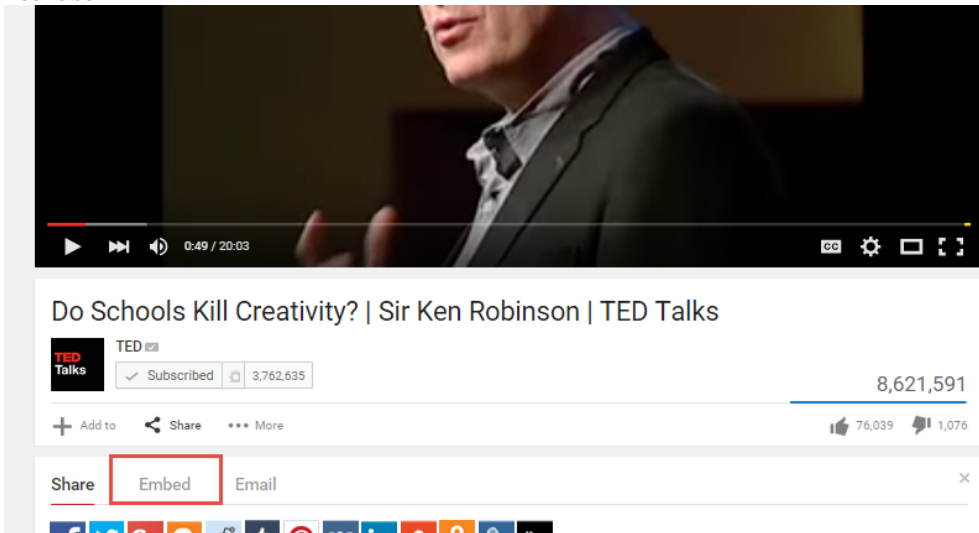 0:49 / 20:03
CC
Do Schools Kill Creativity? | Sir Ken Robinson | TED Talks
TED
TED
Talks
Subscribed 3,762,635
8,621,591
Add to Share More 76,039 1,076
Share Embed Email